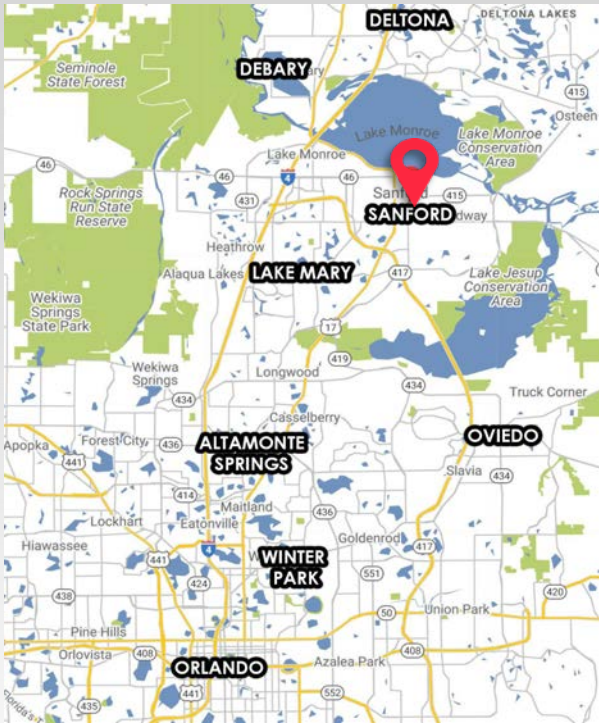 DELTONA
DELTONA LAKES
Seminole
State Forest
DEBARY
415
Osteen
Lake Monroe
Lake Monroe
Conservation
Area
Lake Monroe
46
46
4
46
415
Rock Springs
Run State
Reserve
431
SANFORD
Heathrow
LAKE MARY
Alaqua Lakes
417
Lake Jesup
Conservation
Area
Wekiwa
Springs
State Park
17
419
Wekiwa
Springs
Longwood
434
434
Truck Corner
Casselberry
Apopka
Forest City
436
ALTAMONTE
SPRINGS
OVIEDO
441
Slavia
434
414
Maitland
436
Lockhart
Eatonville
Hiawassee
4
Goldenrod
417
441
WINTER
PARK
424
551
420
438
50
Union Park
Pine Hills
Orlovista
408
ORLANDO
Azalea Park
408
441
552
435
Florida's